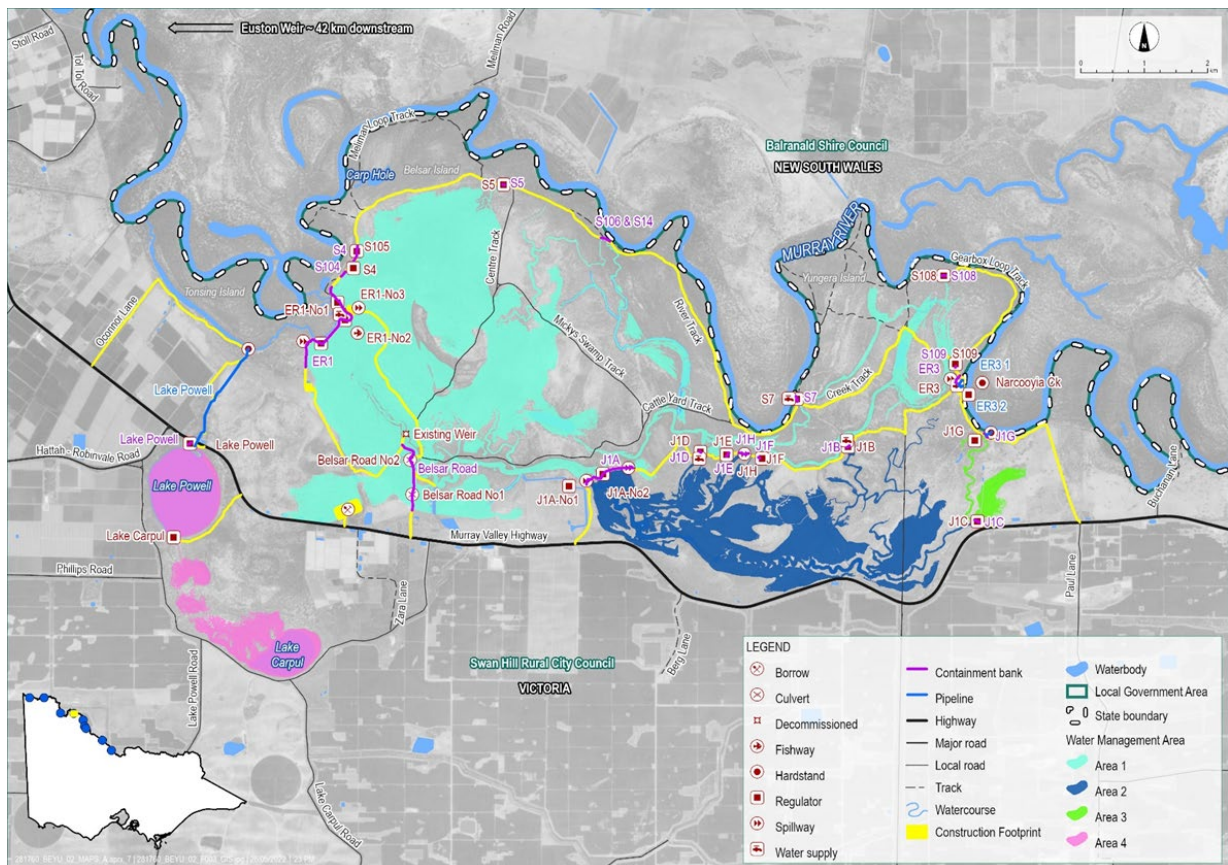 Stoll Road
Tol Tol Road
Euston Weir ~ 42 km downstream
Meilman Road
N
0 1 2
km
Meilman Loop Track
Balranald Shire Council
NEW SOUTH WALES
Carp Hole
Belsar Island
S5 S5
S106 & S14
MURRAY RIVER
Yungera Island
Gearbox Loop Track
S108 S108
S4 S105
S104 S4
Centre Track
River Track
Tonsing Island
ER1-No3
ER1-No1
ER1-No2
ER1
Oconnor Lane
Mickys Swamp Track
Lake Powell
S109 S109
ER3 ER3 1
ER3 Narcooyia Ck
ER3 2
S7 S7
Creek Track
Cattle Yard Track
Existing Weir
Lake Powell Lake Powell
Hattah - Robinvale Road
Belsar Road No2
Belsar Road
Belsar Road No1
J1D J1E J1H J1F
J1D J1E J1H J1F
J1B J1B
J1G J1G
J1A
J1A-No1
J1A-No2
Buchanan Lane
Lake Powell
J1C J1C
Lake Carpul
Murray Valley Highway
Phillips Road
Zara Lane
Paul Lane
Berg Lane
Lake Carpul
Swan Hill Rural City Council
VICTORIA
Lake Powell Road
Lake Carpul Road
LEGEND
Borrow
Culvert
Decommissioned
Fishway
Hardstand
Regulator
Spillway
Water supply
Containment bank
Pipeline
Highway
Major road
Local road
Track
Watercourse
Construction Footprint
Waterbody
Local Government Area
State boundary
Water Management Area
Area 1
Area 2
Area 3
Area 4